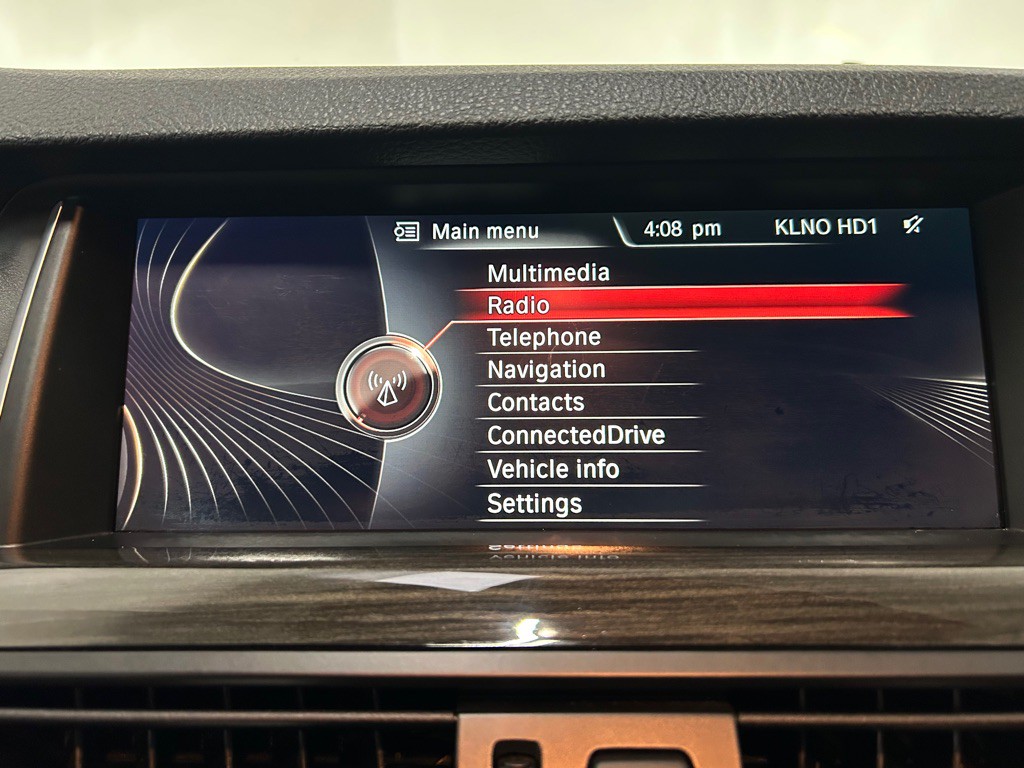 Main menu 4:08 pm KLNO HD1
Multimedia
Radio
Telephone
Navigation
Contacts
ConnectedDrive
Vehicle info
Settings